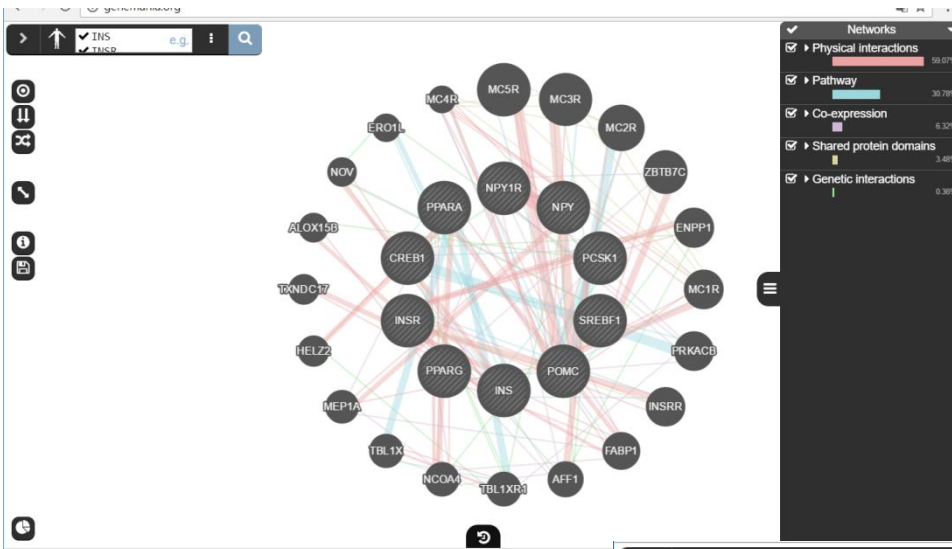 genemania.org
INS
INSR
e.g.
Networks
Physical interactions
59.07%
Pathway
30.78%
Co-expression
6.32%
Shared protein domains
3.48%
Genetic interactions
0.36%
MC5R
MC4R
MC3R
MC2R
ERO1L
ZBTB7C
NOV
NPY1R
PPARA
NPY
ALOX15B
ENPP1
CREB1
PCSK1
TXNDC17
MC1R
INSR
SREBF1
HELZ2
PRKACB
PPARG
POMC
INS
MEP1A
INSRR
TBL1X
FABP1
NCOA4
AFF1
TBL1XR1